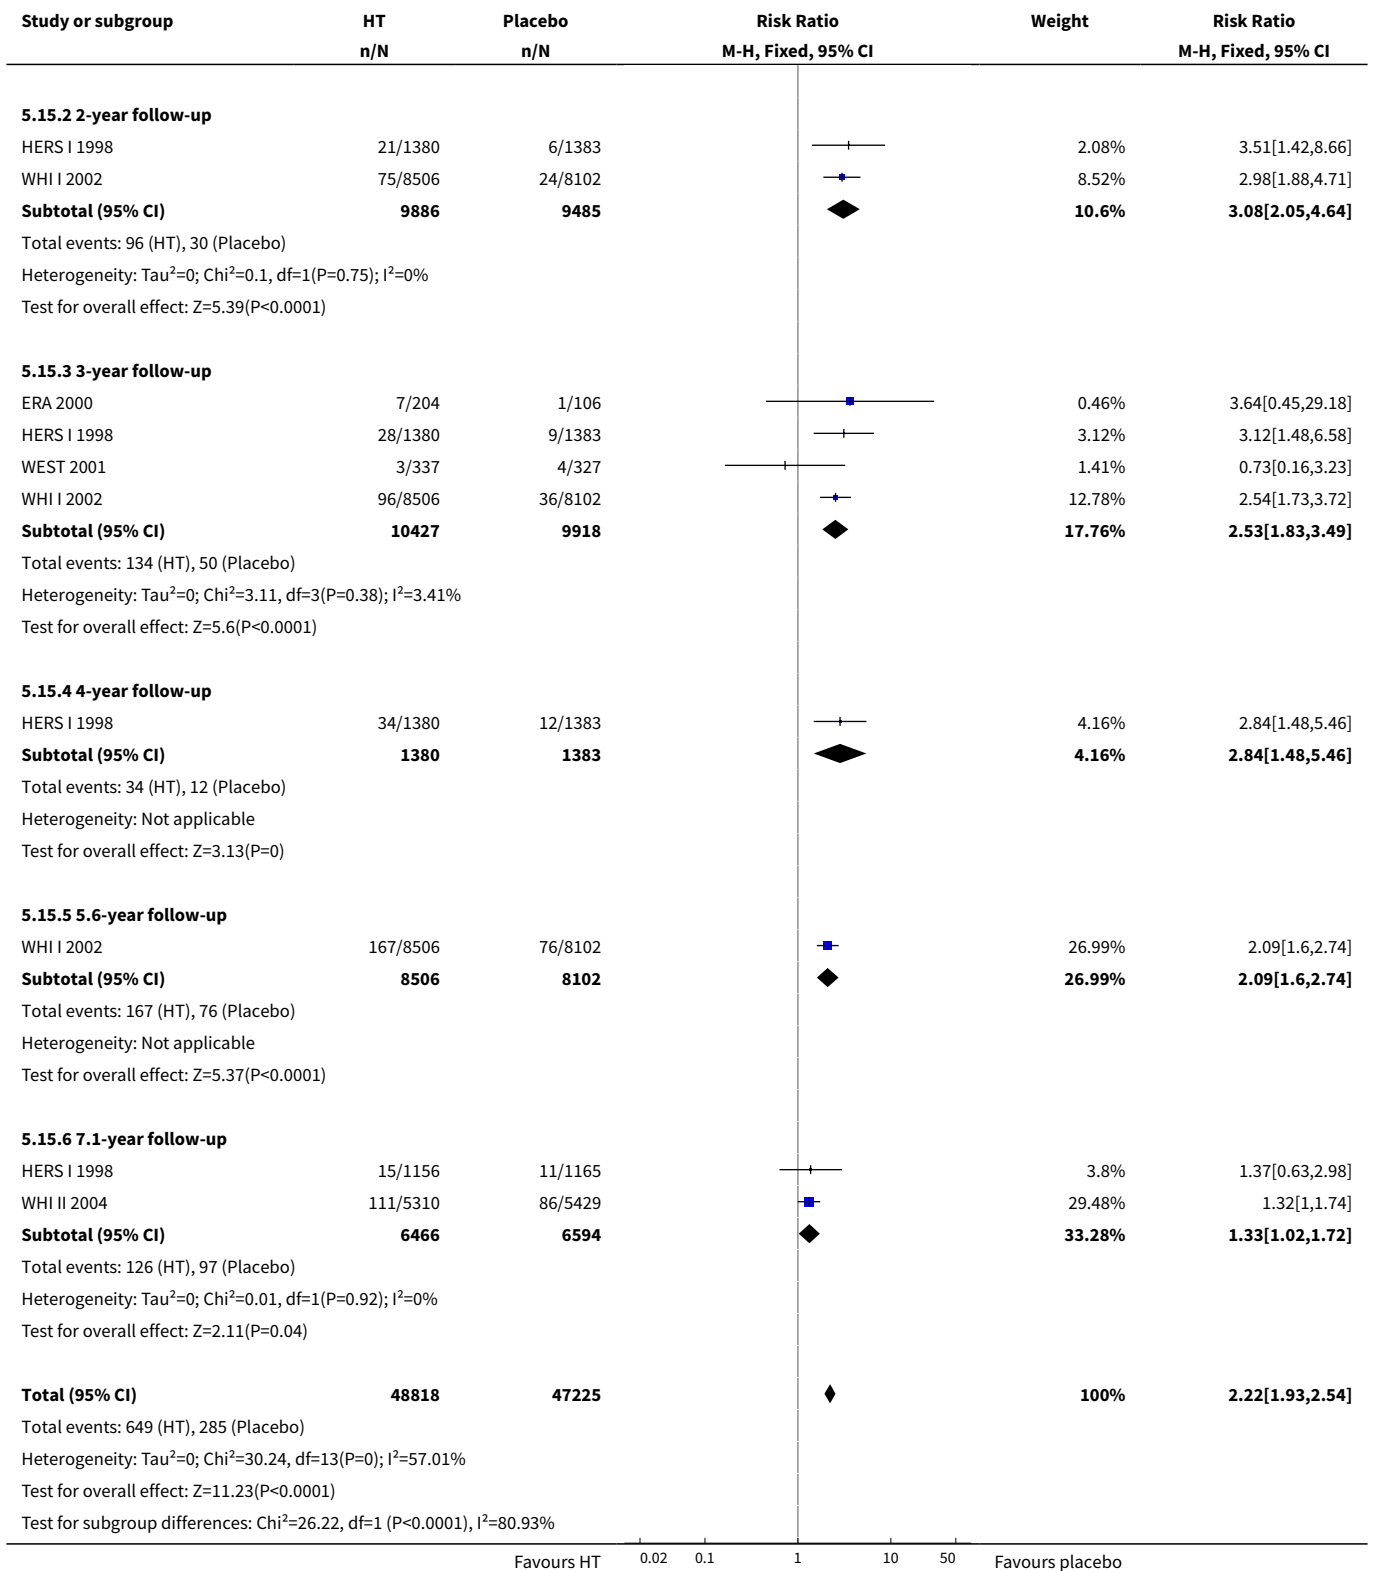 Study or subgroup HT Placebo Risk Ratio Weight Risk Ratio
n/N n/N M-H, Fixed, 95% CI M-H, Fixed, 95% CI
5.15.2 2-year follow-up
HERS I 1998 21/1380 6/1383 2.08% 3.51[1.42,8.66]
WHI I 2002 75/8506 24/8102 8.52% 2.98[1.88,4.71]
Subtotal (95% CI) 9886 9485 10.6% 3.08[2.05,4.64]
Total events: 96 (HT), 30 (Placebo)
Heterogeneity: Tau²=0; Chi²=0.1, df=1(P=0.75); I²=0%
Test for overall effect: Z=5.39(P<0.0001)
5.15.3 3-year follow-up
ERA 2000 7/204 1/106 0.46% 3.64[0.45,29.18]
HERS I 1998 28/1380 9/1383 3.12% 3.12[1.48,6.58]
WEST 2001 3/337 4/327 1.41% 0.73[0.16,3.23]
WHI I 2002 96/8506 36/8102 12.78% 2.54[1.73,3.72]
Subtotal (95% CI) 10427 9918 17.76% 2.53[1.83,3.49]
Total events: 134 (HT), 50 (Placebo)
Heterogeneity: Tau²=0; Chi²=3.11, df=3(P=0.38); I²=3.41%
Test for overall effect: Z=5.6(P<0.0001)
5.15.4 4-year follow-up
HERS I 1998 34/1380 12/1383 4.16% 2.84[1.48,5.46]
Subtotal (95% CI) 1380 1383 4.16% 2.84[1.48,5.46]
Total events: 34 (HT), 12 (Placebo)
Heterogeneity: Not applicable
Test for overall effect: Z=3.13(P=0)
5.15.5 5.6-year follow-up
WHI I 2002 167/8506 76/8102 26.99% 2.09[1.6,2.74]
Subtotal (95% CI) 8506 8102 26.99% 2.09[1.6,2.74]
Total events: 167 (HT), 76 (Placebo)
Heterogeneity: Not applicable
Test for overall effect: Z=5.37(P<0.0001)
5.15.6 7.1-year follow-up
HERS I 1998 15/1156 11/1165 3.8% 1.37[0.63,2.98]
WHI II 2004 111/5310 86/5429 29.48% 1.32[1,1.74]
Subtotal (95% CI) 6466 6594 33.28% 1.33[1.02,1.72]
Total events: 126 (HT), 97 (Placebo)
Heterogeneity: Tau²=0; Chi²=0.01, df=1(P=0.92); I²=0%
Test for overall effect: Z=2.11(P=0.04)
Total (95% CI) 48818 47225 100% 2.22[1.93,2.54]
Total events: 649 (HT), 285 (Placebo)
Heterogeneity: Tau²=0; Chi²=30.24, df=13(P=0); I²=57.01%
Test for overall effect: Z=11.23(P<0.0001)
Test for subgroup differences: Chi²=26.22, df=1 (P<0.0001), I²=80.93%
Favours HT 0.02 0.1 1 10 50 Favours placebo